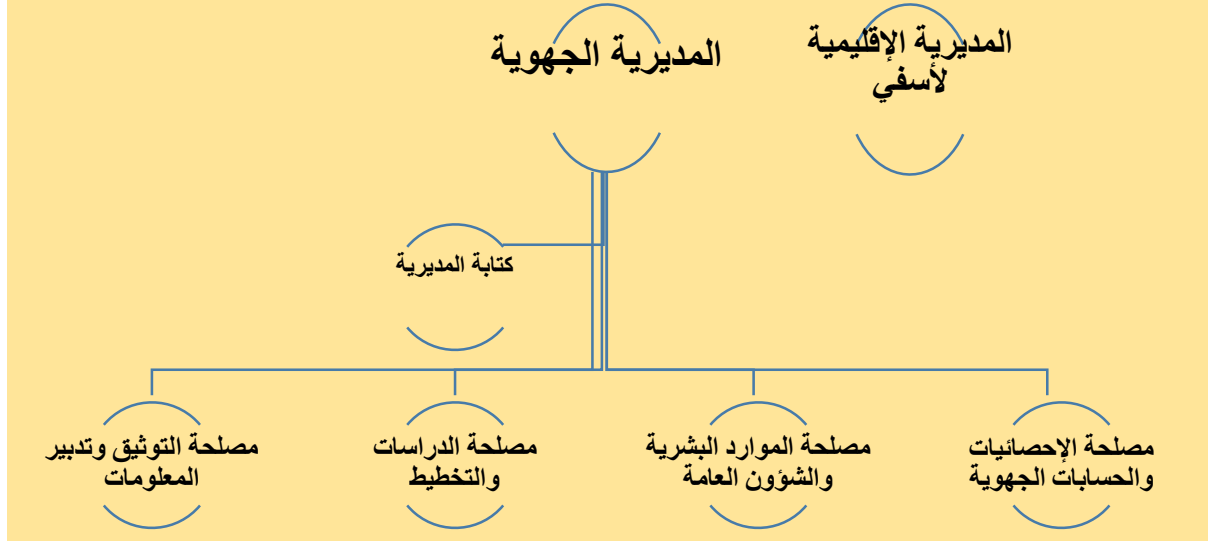 المديرية الإقليمية
لأسفي
المديرية الجهوية
كتابة المديرية
مصلحة الإحصائيات
والحسابات الجهوية
مصلحة الموارد البشرية
والشؤون العامة
مصلحة الدراسات
والتخطيط
مصلحة التوثيق وتدبير
المعلومات